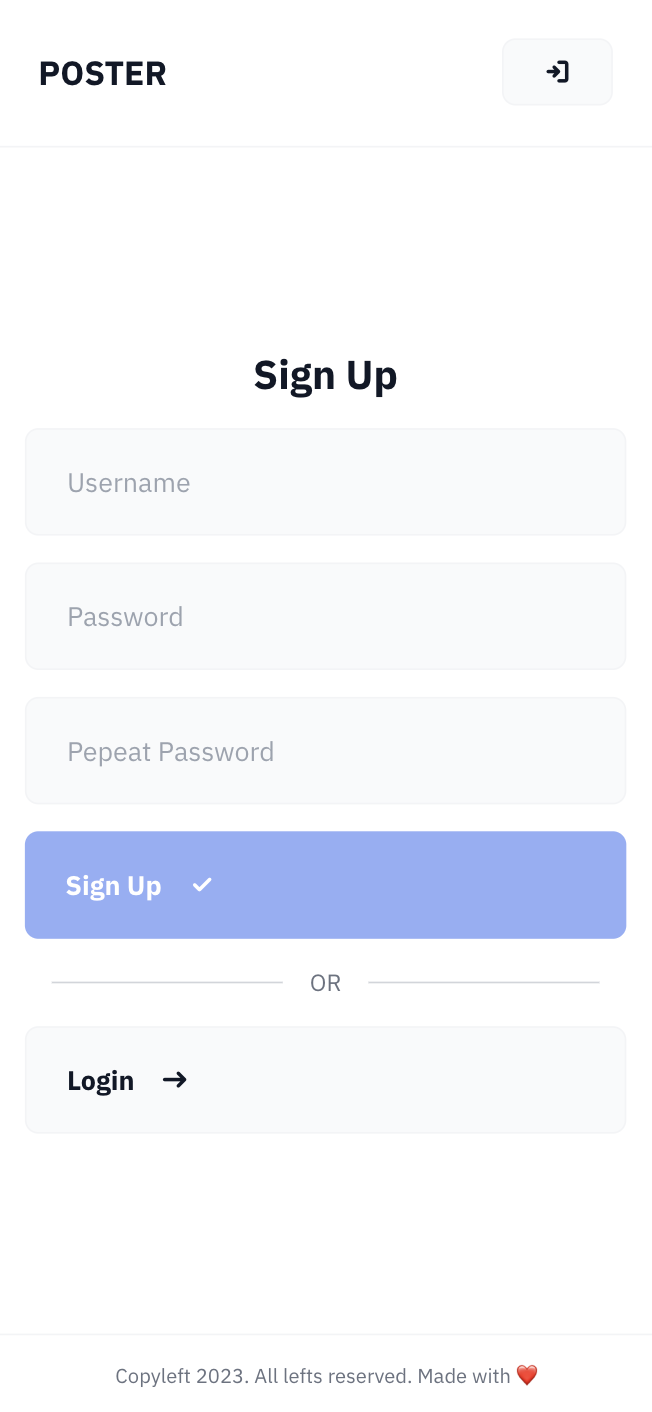 POSTER
Sign Up
Username
Password
Pepeat Password
Sign Up
OR
Login
Copyleft 2023. All lefts reserved. Made with ❤️